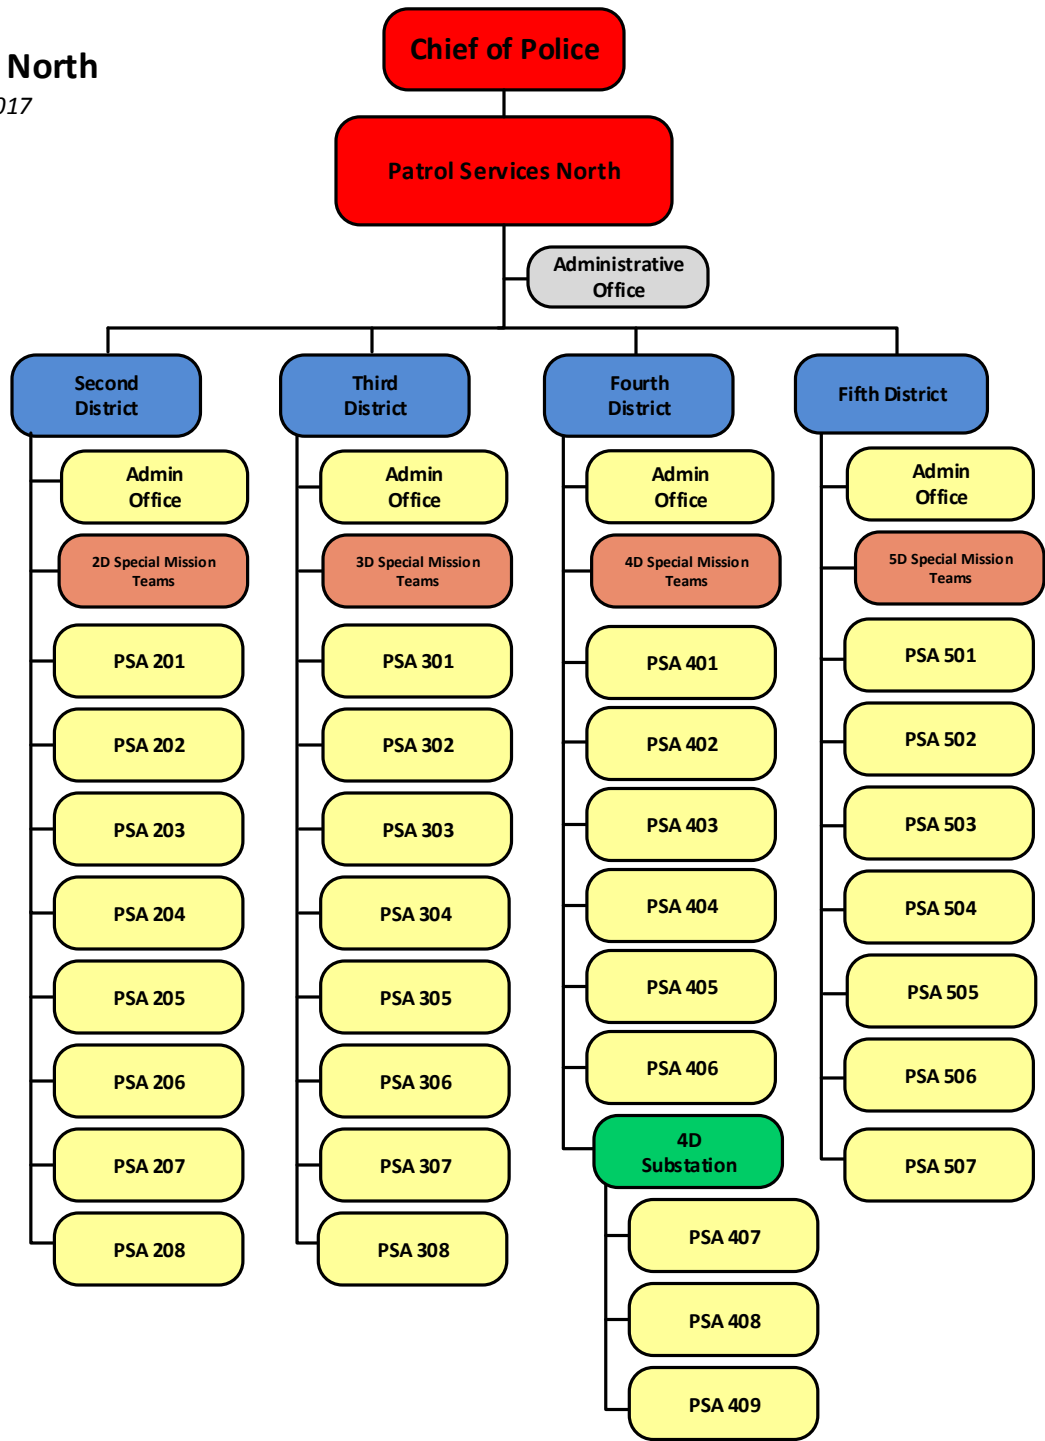 Chief of Police
North
017
Patrol Services North
Administrative
Office
Second
District
Third
District
Fourth
District
Fifth District
Admin
Office
2D Special Mission
Teams
PSA 201
PSA 202
PSA 203
PSA 204
PSA 205
PSA 206
PSA 207
PSA 208
Admin
Office
3D Special Mission
Teams
PSA 301
PSA 302
PSA 303
PSA 304
PSA 305
PSA 306
PSA 307
PSA 308
Admin
Office
4D Special Mission
Teams
PSA 401
PSA 402
PSA 403
PSA 404
PSA 405
PSA 406
4D
Substation
PSA 407
PSA 408
PSA 409
Admin
Office
5D Special Mission
Teams
PSA 501
PSA 502
PSA 503
PSA 504
PSA 505
PSA 506
PSA 507